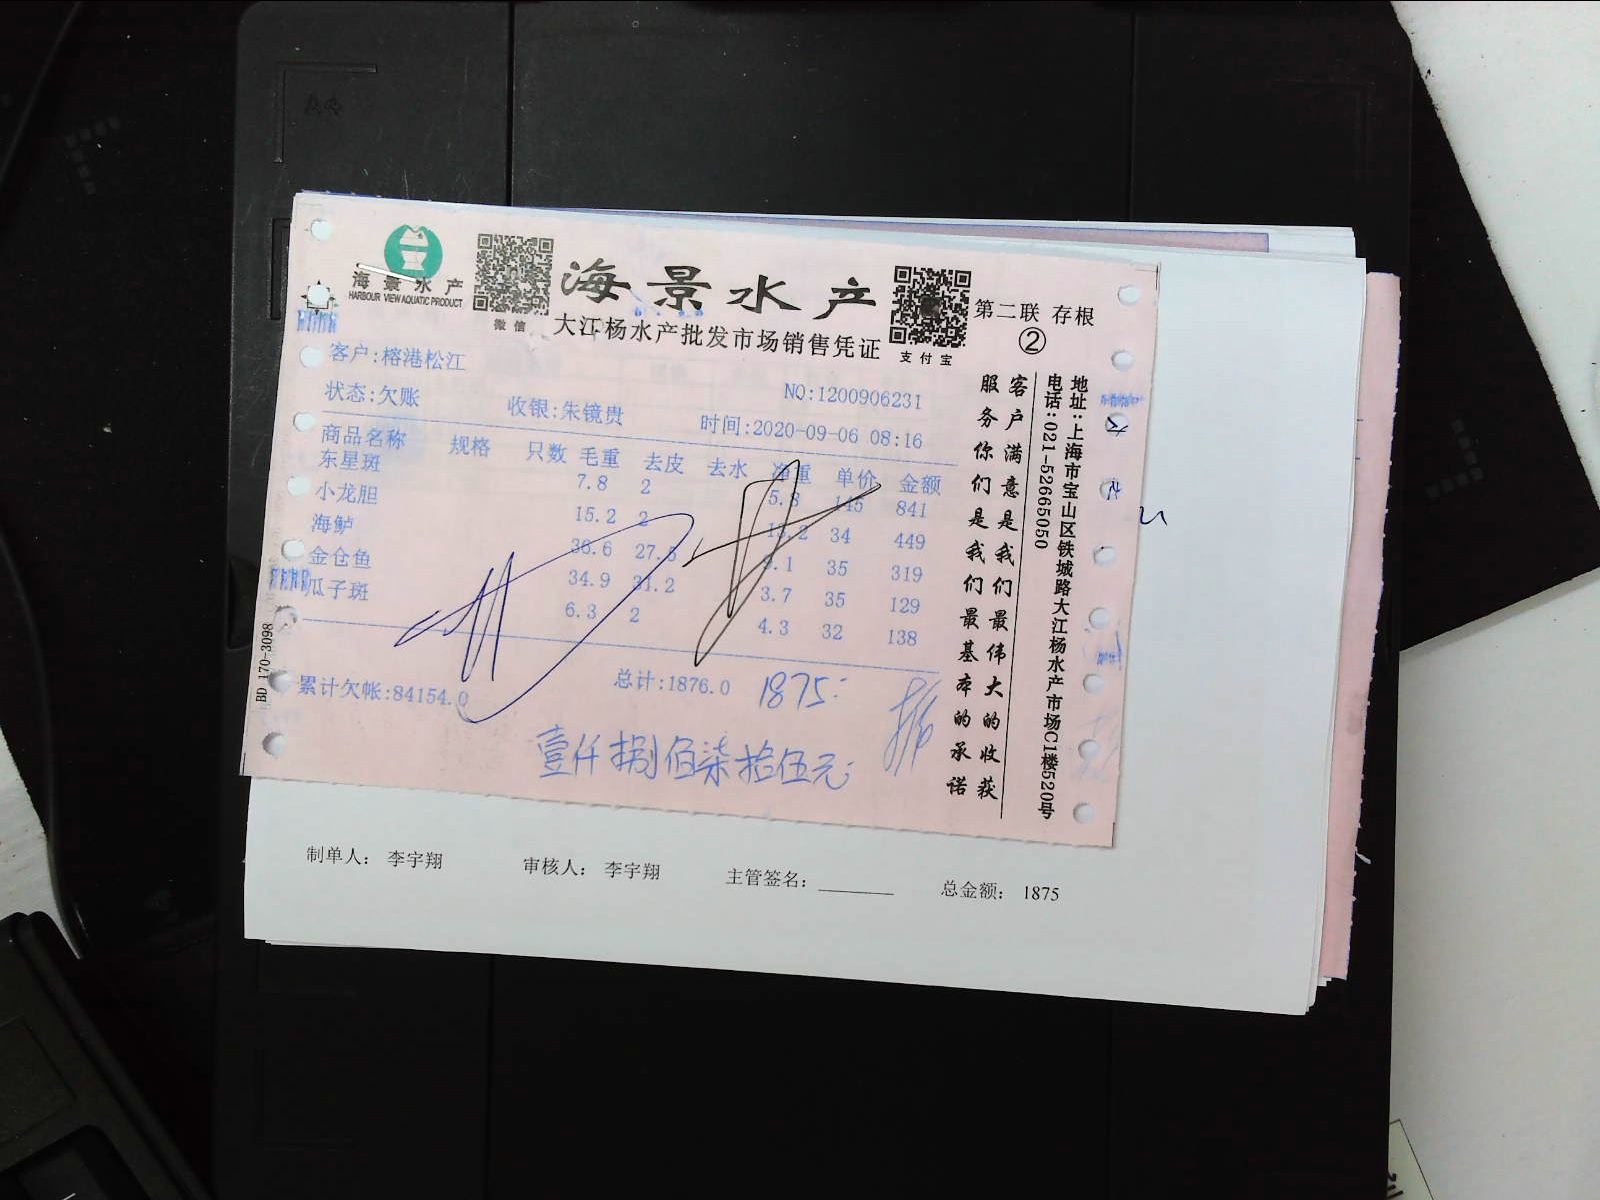 海景水产
HARBOUR VIEW AQUATIC PRODUCT
微信
海景水产
支付宝
第二联 存根
②
大江杨水产批发市场销售凭证
客户:榕港松江
NQ:1200906231
状态:欠账 收银:朱镜贵 时间:2020-09-06 08:16
商品名称 规格 只数 毛重 去皮 去水 净重 单价 金额
东星斑 7.8 2 5.8 145 841
小龙胆 15.2 2 13.2 34 449
海鲈 36.6 27.5 9.1 35 319
金仓鱼 34.9 31.2 3.7 35 129
瓜子斑 6.3 2 4.3 32 138
累计欠帐:84154.0 总计:1876.0 1875
壹仟捌佰柒拾伍元
客户满意是我们最伟大的收获
服务你们是我们最基本的承诺
地址:上海市宝山区铁城路大江杨水产市场C1楼520号
电话:021-52665050
BD 170-3098
制单人: 李宇翔 审核人: 李宇翔 主管签名: 总金额: 1875